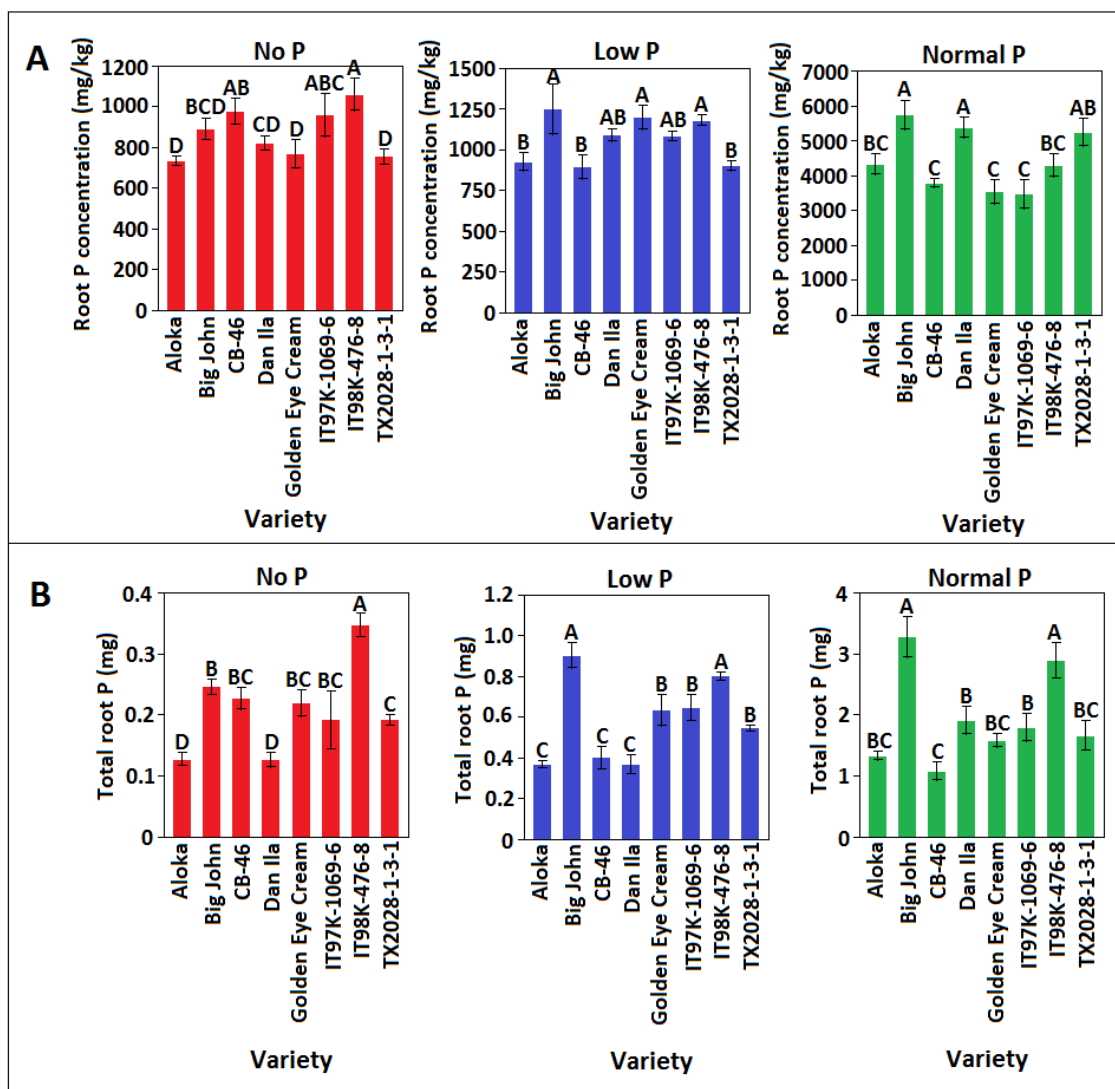 A
No P
Root P concentration (mg/kg)
1200
1000
800
600
400
200
0
D
BCD
AB
CD
D
ABC
A
D
Aloka
Big John
CB-46
Dan Ila
Golden Eye Cream
IT97K-1069-6
IT98K-476-8
TX2028-1-3-1
Variety
Low P
Root P concentration (mg/kg)
1500
1250
1000
750
500
250
0
B
A
B
AB
A
AB
A
B
Aloka
Big John
CB-46
Dan Ila
Golden Eye Cream
IT97K-1069-6
IT98K-476-8
TX2028-1-3-1
Variety
Normal P
Root P concentration (mg/kg)
7000
6000
5000
4000
3000
2000
1000
0
BC
A
C
A
C
C
BC
AB
Aloka
Big John
CB-46
Dan Ila
Golden Eye Cream
IT97K-1069-6
IT98K-476-8
TX2028-1-3-1
Variety
B
No P
Total root P (mg)
0.4
0.3
0.2
0.1
0
D
B
BC
D
BC
BC
A
C
Aloka
Big John
CB-46
Dan Ila
Golden Eye Cream
IT97K-1069-6
IT98K-476-8
TX2028-1-3-1
Variety
Low P
Total root P (mg)
1.2
1.0
0.8
0.6
0.4
0.2
0
C
A
C
C
B
B
A
B
Aloka
Big John
CB-46
Dan Ila
Golden Eye Cream
IT97K-1069-6
IT98K-476-8
TX2028-1-3-1
Variety
Normal P
Total root P (mg)
4
3
2
1
0
BC
A
C
B
BC
B
A
BC
Aloka
Big John
CB-46
Dan Ila
Golden Eye Cream
IT97K-1069-6
IT98K-476-8
TX2028-1-3-1
Variety